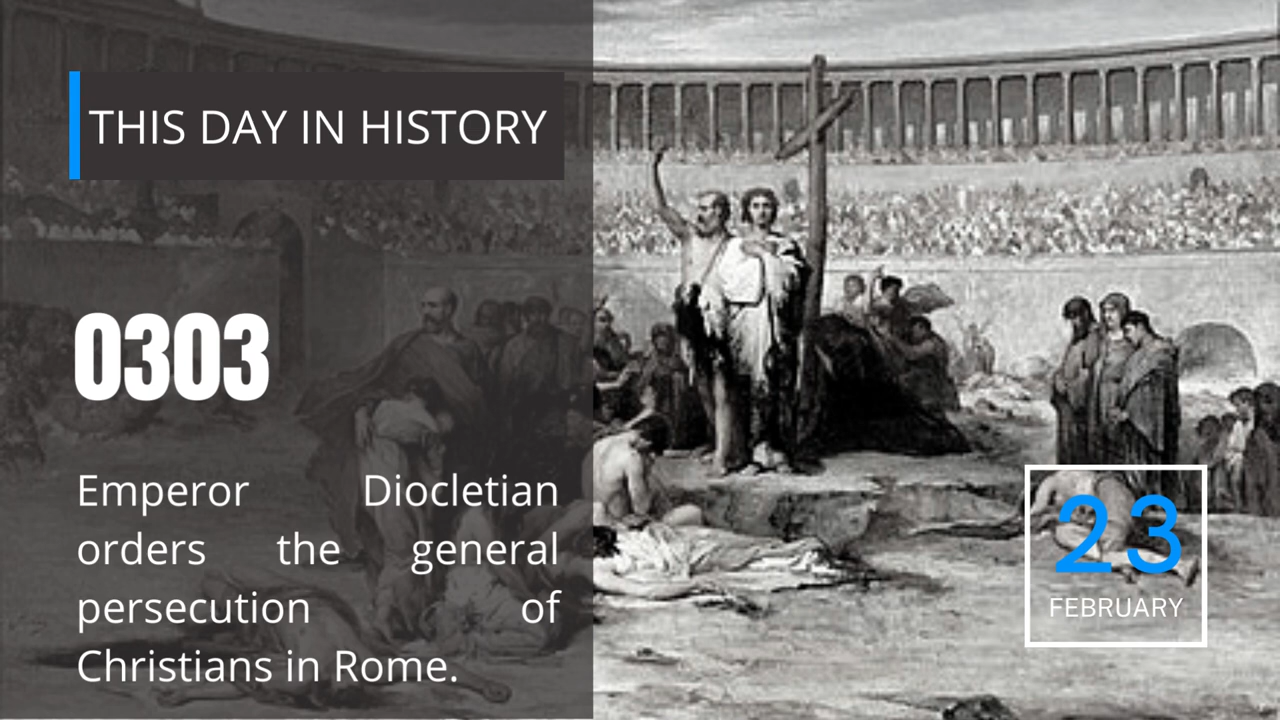 THIS DAY IN HISTORY
0303
Emperor Diocletian
orders the general
persecution of
Christians in Rome.
23
FEBRUARY